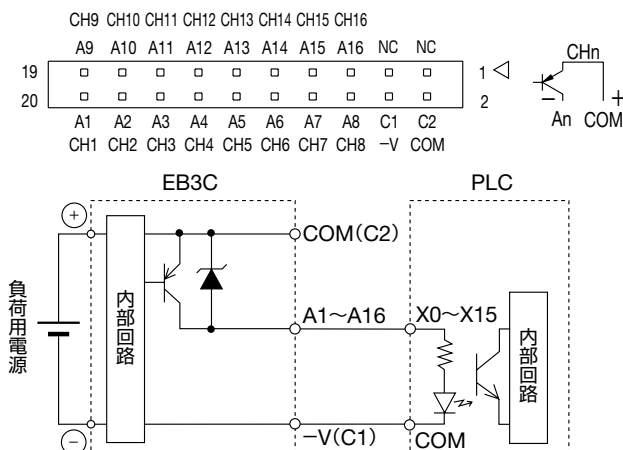 CH9 CH10 CH11 CH12 CH13 CH14 CH15 CH16
A9 A10 A11 A12 A13 A14 A15 A16 NC NC
19 1
20 2
A1 A2 A3 A4 A5 A6 A7 A8 C1 C2
CH1 CH2 CH3 CH4 CH5 CH6 CH7 CH8 −V COM
CHn
− +
An COM
EB3C PLC
+
COM(C2)
負荷用電源
内部回路
A1〜A16 X0〜X15
内部回路
−
−V(C1) COM